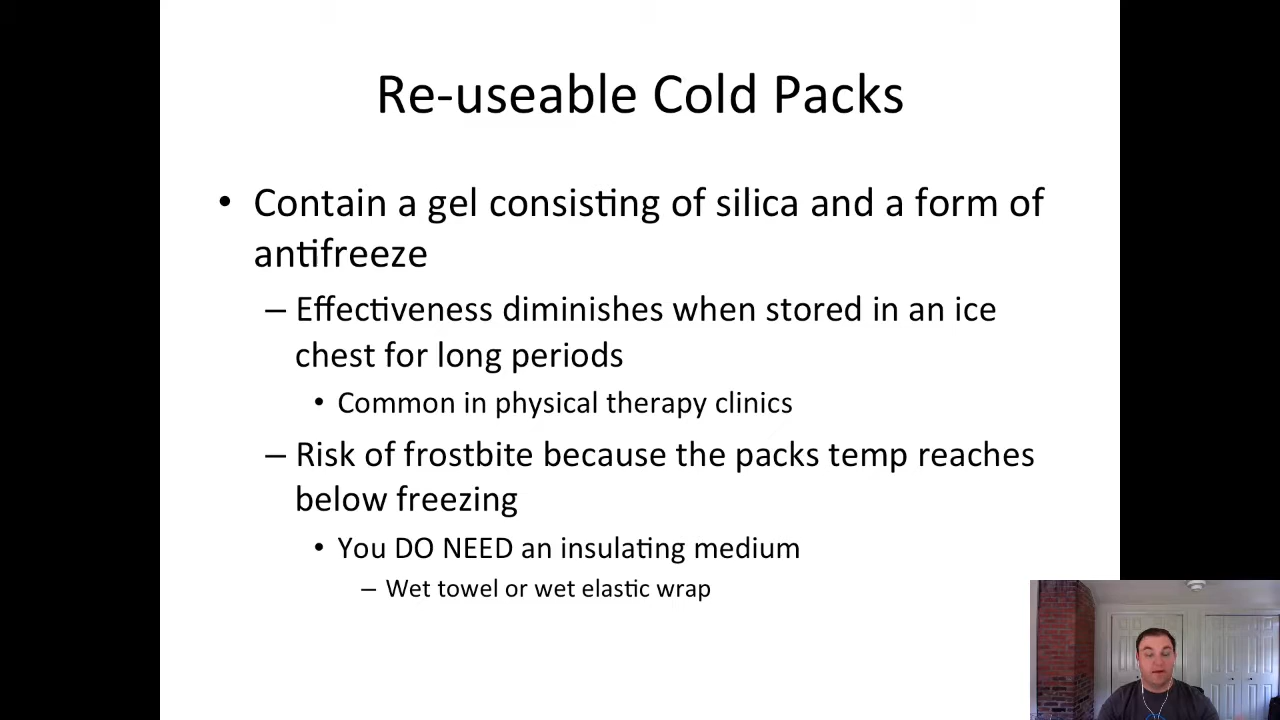 Re-useable Cold Packs
• Contain a gel consisting of silica and a form of
antifreeze
– Effectiveness diminishes when stored in an ice
chest for long periods
• Common in physical therapy clinics
– Risk of frostbite because the packs temp reaches
below freezing
• You DO NEED an insulating medium
– Wet towel or wet elastic wrap